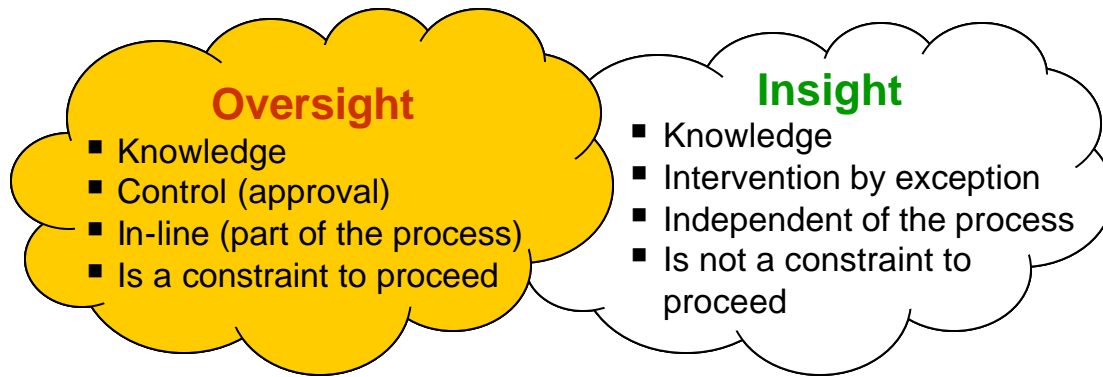 Oversight
▪ Knowledge
▪ Control (approval)
▪ In-line (part of the process)
▪ Is a constraint to proceed
Insight
▪ Knowledge
▪ Intervention by exception
▪ Independent of the process
▪ Is not a constraint to
proceed